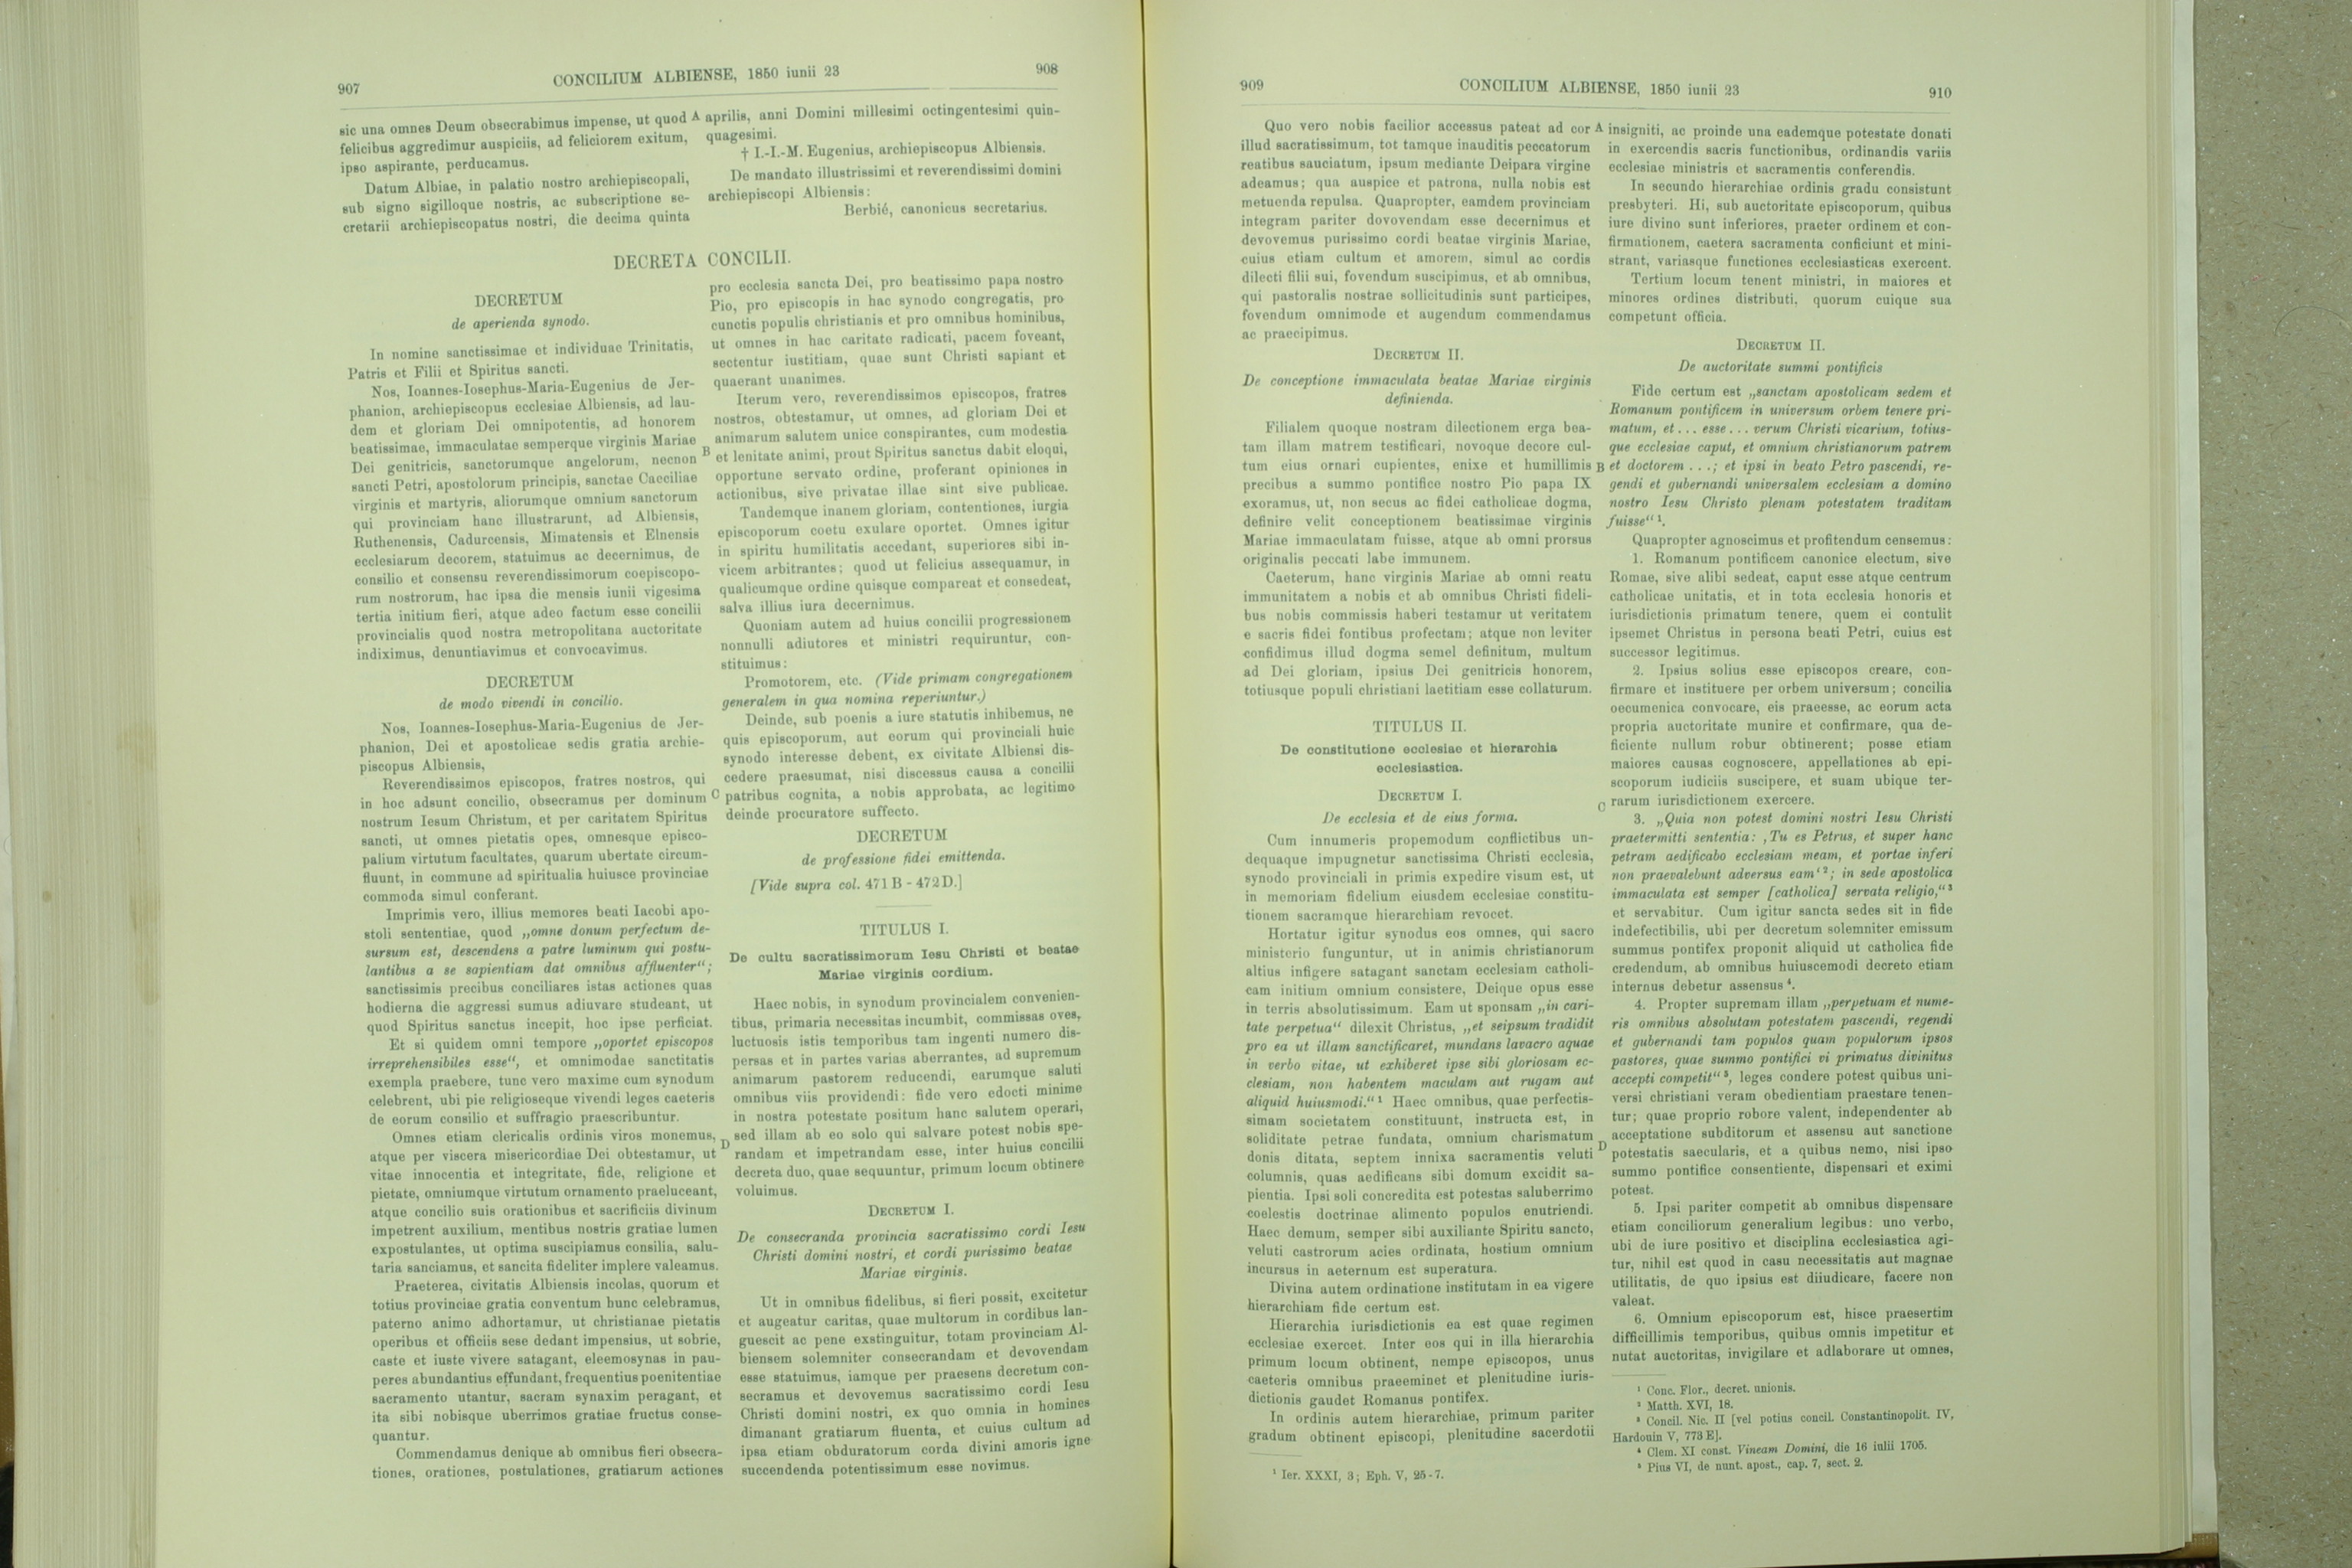 907
CONCILIUM ALBIENSE, 1850 iunii 23
908
sic una omnes Deum obsecrabimus impense, ut quod
felicibus aggredimur auspiciis, ad feliciorem exitum,
ipso aspirante, perducamus.
Datum Albiae, in palatio nostro archiepiscopali,
sub signo sigilloque nostris, ac subscriptione se-
cretarii archiepiscopatus nostri, die decima quinta
A
aprilis, anni Domini millesimi octingentesimi quin-
quagesimi.
† I.-I.-M. Eugenius, archiepiscopus Albiensis.
De mandato illustrissimi et reverendissimi domini
archiepiscopi Albiensis:
Berbié, canonicus secretarius.
DECRETA CONCILII.
DECRETUM
de aperienda synodo.
In nomine sanctissimae et individuae Trinitatis,
Patris et Filii et Spiritus sancti.
Nos, Ioannes-Iosephus-Maria-Eugenius de Jer-
phanion, archiepiscopus ecclesiae Albiensis, ad lau-
dem et gloriam Dei omnipotentis, ad honorem
beatissimae, immaculatae semperque virginis Mariae
Dei genitricis, sanctorumque angelorum, necnon
sancti Petri, apostolorum principis, sanctae Caeciliae
virginis et martyris, aliorumque omnium sanctorum
qui provinciam hanc illustrarunt, ad Albiensis,
Ruthenensis, Cadurcensis, Mimatensis et Elnensis
ecclesiarum decorem, statuimus ac decernimus, de
consilio et consensu reverendissimorum coepiscopo-
rum nostrorum, hac ipsa die mensis iunii vigesima
tertia initium fieri, atque adeo factum esse concilii
provincialis quod nostra metropolitana auctoritate
indiximus, denuntiavimus et convocavimus.
DECRETUM
de modo vivendi in concilio.
Nos, Ioannes-Iosephus-Maria-Eugenius de Jer-
phanion, Dei et apostolicae sedis gratia archie-
piscopus Albiensis,
Reverendissimos episcopos, fratres nostros, qui
in hoc adsunt concilio, obsecramus per dominum
nostrum Iesum Christum, et per caritatem Spiritus
sancti, ut omnes pietatis opes, omnesque episco-
palium virtutum facultates, quarum ubertate circum-
fluunt, in commune ad spiritualia huiusce provinciae
commoda simul conferant.
Imprimis vero, illius memores beati Iacobi apo-
stoli sententiae, quod „omne donum perfectum de-
sursum est, descendens a patre luminum qui postu-
lantibus a se sapientiam dat omnibus affluenter“;
sanctissimis precibus conciliares istas actiones quas
hodierna die aggressi sumus adiuvare studeant, ut
quod Spiritus sanctus incepit, hoc ipse perficiat.
Et si quidem omni tempore „oportet episcopos
irreprehensibiles esse“, et omnimodae sanctitatis
exempla praebere, tunc vero maxime cum synodum
celebrent, ubi pie religioseque vivendi leges caeteris
de eorum consilio et suffragio praescribuntur.
Omnes etiam clericalis ordinis viros monemus,
atque per viscera misericordiae Dei obtestamur, ut
vitae innocentia et integritate, fide, religione et
pietate, omniumque virtutum ornamento praeluceant,
atque concilio suis orationibus et sacrificiis divinum
impetrent auxilium, mentibus nostris gratiae lumen
expostulantes, ut optima suscipiamus consilia, salu-
taria sanciamus, et sancita fideliter implere valeamus.
Praeterea, civitatis Albiensis incolas, quorum et
totius provinciae gratia conventum hunc celebramus,
paterno animo adhortamur, ut christianae pietatis
operibus et officiis sese dedant impensius, ut sobrie,
caste et iuste vivere satagant, eleemosynas in pau-
peres abundantius effundant, frequentius poenitentiae
sacramento utantur, sacram synaxim peragant, et
ita sibi nobisque uberrimos gratiae fructus conse-
quantur.
Commendamus denique ab omnibus fieri obsecra-
tiones, orationes, postulationes, gratiarum actiones
B
C
D
pro ecclesia sancta Dei, pro beatissimo papa nostro
Pio, pro episcopis in hac synodo congregatis, pro
cunctis populis christianis et pro omnibus hominibus,
ut omnes in hac caritate radicati, pacem foveant,
sectentur iustitiam, quae sunt Christi sapiant et
quaerant unanimes.
Iterum vero, reverendissimos episcopos, fratres
nostros, obtestamur, ut omnes, ad gloriam Dei et
animarum salutem unice conspirantes, cum modestia
et lenitate animi, prout Spiritus sanctus dabit eloqui,
opportune servato ordine, proferant opiniones in
actionibus, sive privatae illae sint sive publicae.
Tandemque inanem gloriam, contentiones, iurgia
episcoporum coetu exulare oportet. Omnes igitur
in spiritu humilitatis accedant, superiores sibi in-
vicem arbitrantes; quod ut felicius assequamur, in
qualicumque ordine quisque compareat et consedeat,
salva illius iura decernimus.
Quoniam autem ad huius concilii progressionem
nonnulli adiutores et ministri requiruntur, con-
stituimus:
Promotorem, etc. (Vide primam congregationem
generalem in qua nomina reperiuntur.)
Deinde, sub poenis a iure statutis inhibemus, ne
quis episcoporum, aut eorum qui provinciali huic
synodo interesse debent, ex civitate Albiensi dis-
cedere praesumat, nisi discessus causa a concilii
patribus cognita, a nobis approbata, ac legitimo
deinde procuratore suffecto.
DECRETUM
de professione fidei emittenda.
[Vide supra col. 471 B - 472 D.]
TITULUS I.
De cultu sacratissimorum Iesu Christi et beatae
Mariae virginis cordium.
Haec nobis, in synodum provincialem convenien-
tibus, primaria necessitas incumbit, commissas oves,
luctuosis istis temporibus tam ingenti numero dis-
persas et in partes varias aberrantes, ad supremum
animarum pastorem reducendi, earumque saluti
omnibus viis providendi: fide vero edocti minime
in nostra potestate positum hanc salutem operari,
sed illam ab eo solo qui salvare potest nobis spe-
randam et impetrandam esse, inter huius concilii
decreta duo, quae sequuntur, primum locum obtinere
voluimus.
DECRETUM I.
De consecranda provincia sacratissimo cordi Iesu
Christi domini nostri, et cordi purissimo beatae
Mariae virginis.
Ut in omnibus fidelibus, si fieri possit, excitetur
et augeatur caritas, quae multorum in cordibus lan-
guescit ac pene exstinguitur, totam provinciam Al-
biensem solemniter consecrandam et devovendam
esse statuimus, iamque per praesens decretum con-
secramus et devovemus sacratissimo cordi Iesu
Christi domini nostri, ex quo omnia in homines
dimanant gratiarum fluenta, et cuius cultum ad
ipsa etiam obduratorum corda divini amoris igne
succendenda potentissimum esse novimus.
909
CONCILIUM ALBIENSE, 1850 iunii 23
910
Quo vero nobis facilior accessus pateat ad cor
illud sacratissimum, tot tamque inauditis peccatorum
reatibus sauciatum, ipsum mediante Deipara virgine
adeamus; qua auspice et patrona, nulla nobis est
metuenda repulsa. Quapropter, eamdem provinciam
integram pariter dovovendam esse decernimus et
devovemus purissimo cordi beatae virginis Mariae,
cuius etiam cultum et amorem, simul ac cordis
dilecti filii sui, fovendum suscipimus, et ab omnibus,
qui pastoralis nostrae sollicitudinis sunt participes,
fovendum omnimode et augendum commendamus
ac praecipimus.
DECRETUM II.
De conceptione immaculata beatae Mariae virginis
definienda.
Filialem quoque nostram dilectionem erga bea-
tam illam matrem testificari, novoque decore cul-
tum eius ornari cupientes, enixe et humillimis
precibus a summo pontifice nostro Pio papa IX
exoramus, ut, non secus ac fidei catholicae dogma,
definire velit conceptionem beatissimae virginis
Mariae immaculatam fuisse, atque ab omni prorsus
originalis peccati labe immunem.
Caeterum, hanc virginis Mariae ab omni reatu
immunitatem a nobis et ab omnibus Christi fideli-
bus nobis commissis haberi testamur ut veritatem
e sacris fidei fontibus profectam; atque non leviter
confidimus illud dogma semel definitum, multum
ad Dei gloriam, ipsius Dei genitricis honorem,
totiusque populi christiani laetitiam esse collaturum.
TITULUS II.
De constitutione ecclesiae et hierarchia
ecclesiastica.
DECRETUM I.
De ecclesia et de eius forma.
Cum innumeris propemodum conflictibus un-
dequaque impugnetur sanctissima Christi ecclesia,
synodo provinciali in primis expedire visum est, ut
in memoriam fidelium eiusdem ecclesiae constitu-
tionem sacramque hierarchiam revocet.
Hortatur igitur synodus eos omnes, qui sacro
ministerio funguntur, ut in animis christianorum
altius infigere satagant sanctam ecclesiam catholi-
cam initium omnium consistere, Deique opus esse
in terris absolutissimum. Eam ut sponsam „in cari-
tate perpetua“ dilexit Christus, „et seipsum tradidit
pro ea ut illam sanctificaret, mundans lavacro aquae
in verbo vitae, ut exhiberet ipse sibi gloriosam ec-
clesiam, non habentem maculam aut rugam aut
aliquid huiusmodi.“ ¹ Haec omnibus, quae perfectis-
simam societatem constituunt, instructa est, in
soliditate petrae fundata, omnium charismatum
donis ditata, septem innixa sacramentis veluti
columnis, quas aedificans sibi domum excidit sa-
pientia. Ipsi soli concredita est potestas saluberrimo
coelestis doctrinae alimento populos enutriendi.
Haec demum, semper sibi auxiliante Spiritu sancto,
veluti castrorum acies ordinata, hostium omnium
incursus in aeternum est superatura.
Divina autem ordinatione institutam in ea vigere
hierarchiam fide certum est.
Hierarchia iurisdictionis ea est quae regimen
ecclesiae exercet. Inter eos qui in illa hierarchia
primum locum obtinent, nempe episcopos, unus
caeteris omnibus praeeminet et plenitudine iuris-
dictionis gaudet Romanus pontifex.
In ordinis autem hierarchiae, primum pariter
gradum obtinent episcopi, plenitudine sacerdotii
¹ Ier. XXXI, 3; Eph. V, 25-7.
A
B
C
D
insigniti, ac proinde una eademque potestate donati
in exercendis sacris functionibus, ordinandis variis
ecclesiae ministris et sacramentis conferendis.
In secundo hierarchiae ordinis gradu consistunt
presbyteri. Hi, sub auctoritate episcoporum, quibus
iure divino sunt inferiores, praeter ordinem et con-
firmationem, caetera sacramenta conficiunt et mini-
strant, variasque functiones ecclesiasticas exercent.
Tertium locum tenent ministri, in maiores et
minores ordines distributi, quorum cuique sua
competunt officia.
DECRETUM II.
De auctoritate summi pontificis
Fide certum est „sanctam apostolicam sedem et
Romanum pontificem in universum orbem tenere pri-
matum, et... esse... verum Christi vicarium, totius-
que ecclesiae caput, et omnium christianorum patrem
et doctorem ...; et ipsi in beato Petro pascendi, re-
gendi et gubernandi universalem ecclesiam a domino
nostro Iesu Christo plenam potestatem traditam
fuisse“ ¹.
Quapropter agnoscimus et profitendum censemus:
1. Romanum pontificem canonice electum, sive
Romae, sive alibi sedeat, caput esse atque centrum
catholicae unitatis, et in tota ecclesia honoris et
iurisdictionis primatum tenere, quem ei contulit
ipsemet Christus in persona beati Petri, cuius est
successor legitimus.
2. Ipsius solius esse episcopos creare, con-
firmare et instituere per orbem universum; concilia
oecumenica convocare, eis praeesse, ac eorum acta
propria auctoritate munire et confirmare, qua de-
ficiente nullum robur obtinerent; posse etiam
maiores causas cognoscere, appellationes ab epi-
scoporum iudiciis suscipere, et suam ubique ter-
rarum iurisdictionem exercere.
3. „Quia non potest domini nostri Iesu Christi
praetermitti sententia: ‚Tu es Petrus, et super hanc
petram aedificabo ecclesiam meam, et portae inferi
non praevalebunt adversus eam‘ ²; in sede apostolica
immaculata est semper [catholica] servata religio,“ ³
et servabitur. Cum igitur sancta sedes sit in fide
indefectibilis, ubi per decretum solemniter emissum
summus pontifex proponit aliquid ut catholica fide
credendum, ab omnibus huiuscemodi decreto etiam
internus debetur assensus ⁴.
4. Propter supremam illam „perpetuam et nume-
ris omnibus absolutam potestatem pascendi, regendi
et gubernandi tam populos quam populorum ipsos
pastores, quae summo pontifici vi primatus divinitus
accepti competit“ ⁵, leges condere potest quibus uni-
versi christiani veram obedientiam praestare tenen-
tur; quae proprio robore valent, independenter ab
acceptatione subditorum et assensu aut sanctione
potestatis saecularis, et a quibus nemo, nisi ipso
summo pontifice consentiente, dispensari et eximi
potest.
5. Ipsi pariter competit ab omnibus dispensare
etiam conciliorum generalium legibus: uno verbo,
ubi de iure positivo et disciplina ecclesiastica agi-
tur, nihil est quod in casu necessitatis aut magnae
utilitatis, de quo ipsius est diiudicare, facere non
valeat.
6. Omnium episcoporum est, hisce praesertim
difficillimis temporibus, quibus omnis impetitur et
nutat auctoritas, invigilare et adlaborare ut omnes,
¹ Conc. Flor., decret. unionis.
² Matth. XVI, 18.
³ Concil. Nic. II [vel potius concil. Constantinopolit. IV,
Hardouin V, 773 E].
⁴ Clem. XI const. Vineam Domini, die 16 iulii 1705.
⁵ Pius VI, de nunt. apost., cap. 7, sect. 2.